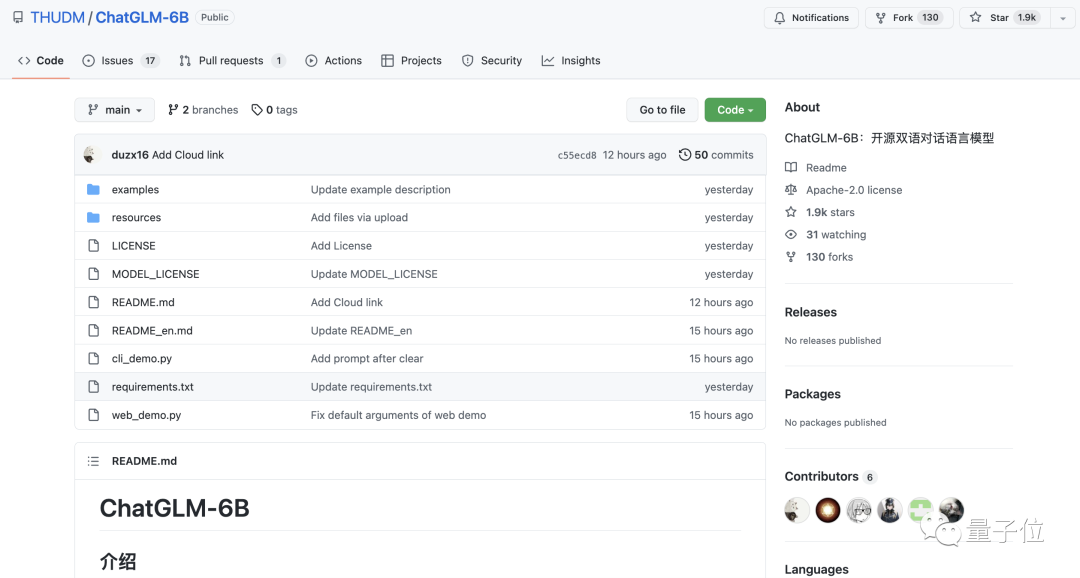 THUDM / ChatGLM-6B Public
Notifications
Fork 130
Star 1.9k
Code
Issues 17
Pull requests 1
Actions
Projects
Security
Insights
main
2 branches
0 tags
Go to file
Code
duzx16 Add Cloud link
c55ecd8 12 hours ago
50 commits
examples Update example description yesterday
resources Add files via upload yesterday
LICENSE Add License yesterday
MODEL_LICENSE Update MODEL_LICENSE yesterday
README.md Add Cloud link 12 hours ago
README_en.md Update README_en 15 hours ago
cli_demo.py Add prompt after clear 15 hours ago
requirements.txt Update requirements.txt yesterday
web_demo.py Fix default arguments of web demo 15 hours ago
README.md
ChatGLM-6B
介绍
About
ChatGLM-6B：开源双语对话语言模型
Readme
Apache-2.0 license
1.9k stars
31 watching
130 forks
Releases
No releases published
Packages
No packages published
Contributors 6
量子位
Languages